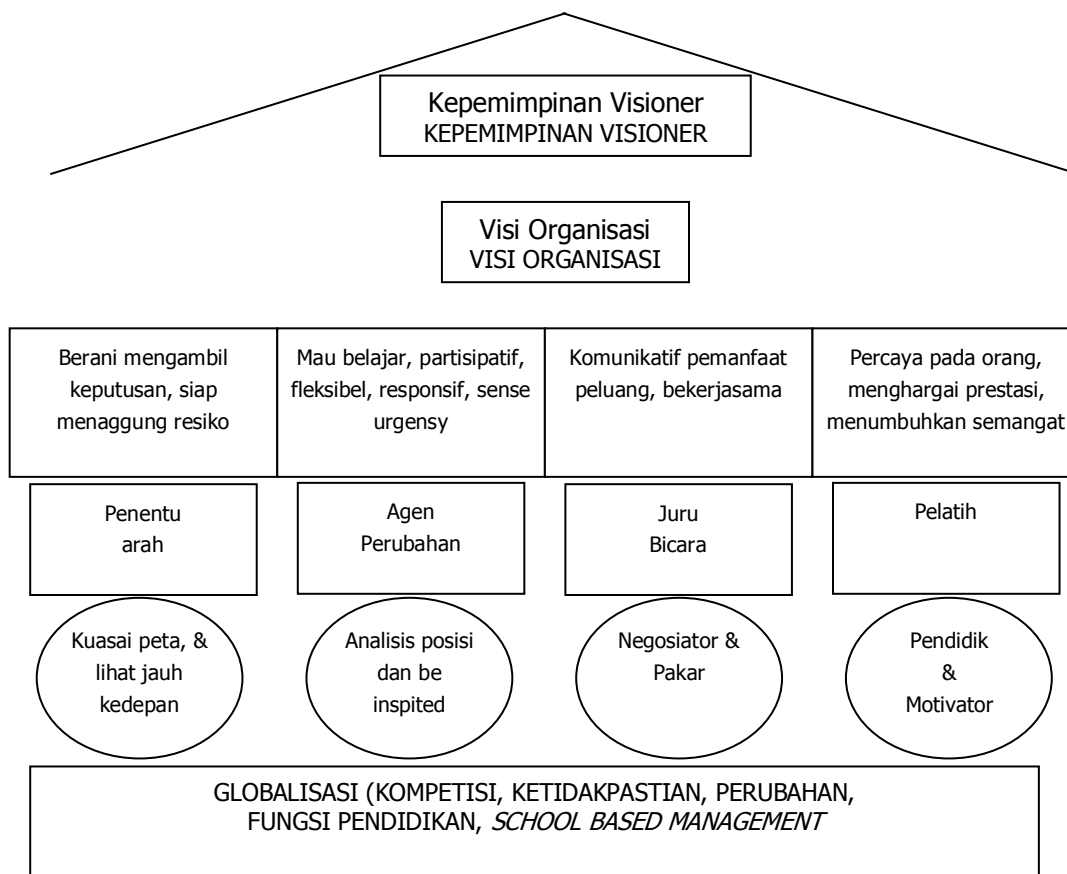 Kepemimpinan Visioner
KEPEMIMPINAN VISIONER
Visi Organisasi
VISI ORGANISASI
Berani mengambil
keputusan, siap
menaggung resiko
Mau belajar, partisipatif,
fleksibel, responsif, sense
urgensy
Komunikatif pemanfaat
peluang, bekerjasama
Percaya pada orang,
menghargai prestasi,
menumbuhkan semangat
Penentu
arah
Agen
Perubahan
Juru
Bicara
Pelatih
Kuasai peta, &
lihat jauh
kedepan
Analisis posisi
dan be
inspited
Negosiator &
Pakar
Pendidik
&
Motivator
GLOBALISASI (KOMPETISI, KETIDAKPASTIAN, PERUBAHAN,
FUNGSI PENDIDIKAN, SCHOOL BASED MANAGEMENT